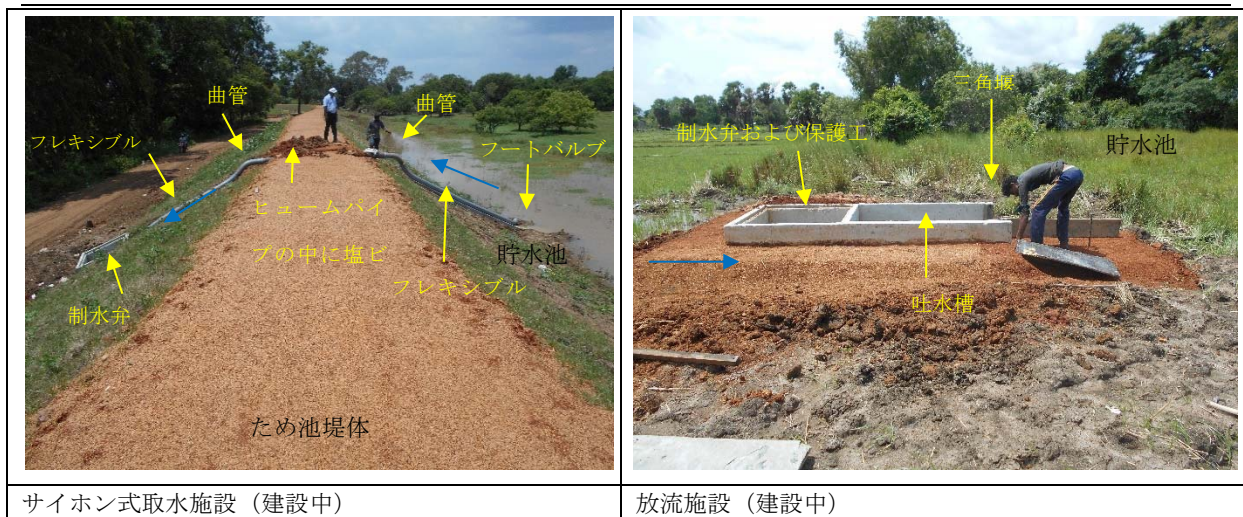 曲管
曲管
フレキシブル
フートバルブ
ヒュームパイ
プの中に塩ビ
貯水池
フレキシブル
制水弁
ため池堤体
サイホン式取水施設（建設中）
三角堰
制水弁および保護工
貯水池
吐水槽
放流施設（建設中）